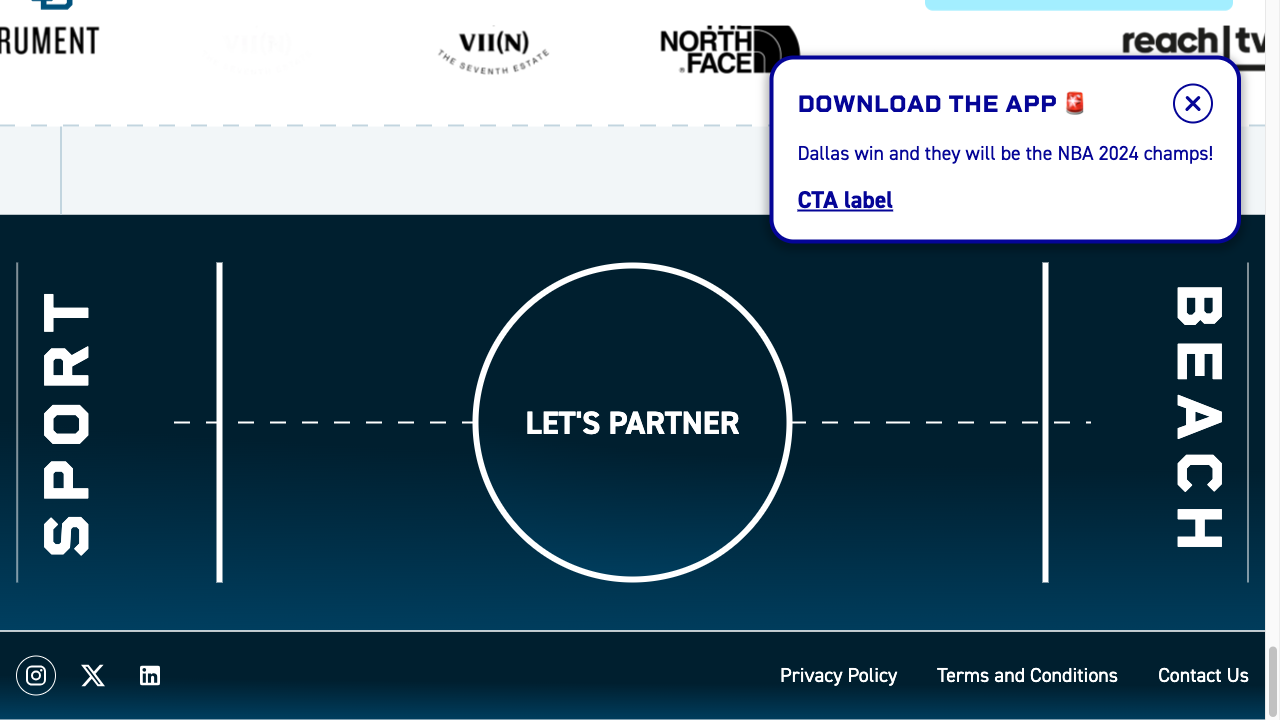 RUMENT
VII(N)
THE SEVENTH ESTATE
NORTH
FACE
reach|tv
DOWNLOAD THE APP 🚨
Dallas win and they will be the NBA 2024 champs!
CTA label
SPORT
LET'S PARTNER
BEACH
Privacy Policy
Terms and Conditions
Contact Us